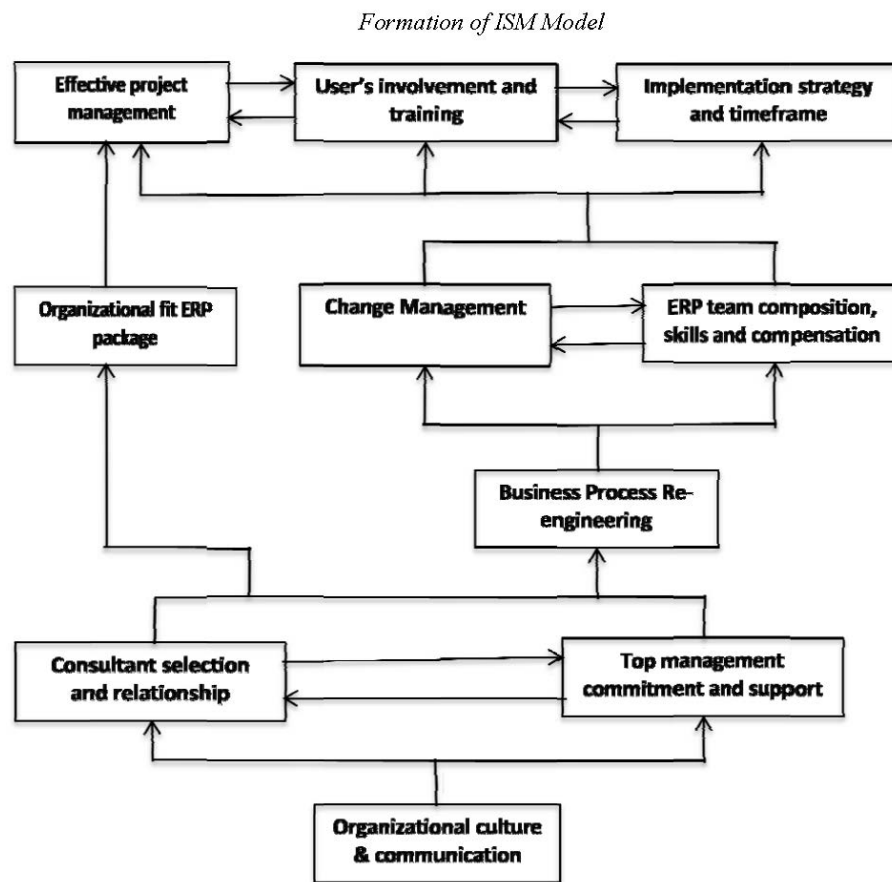 Formation of ISM Model
Effective project
management
User's involvement and
training
Implementation strategy
and timeframe
Organizational fit ERP
package
Change Management
ERP team composition,
skills and compensation
Business Process Re-
engineering
Consultant selection
and relationship
Top management
commitment and support
Organizational culture
& communication